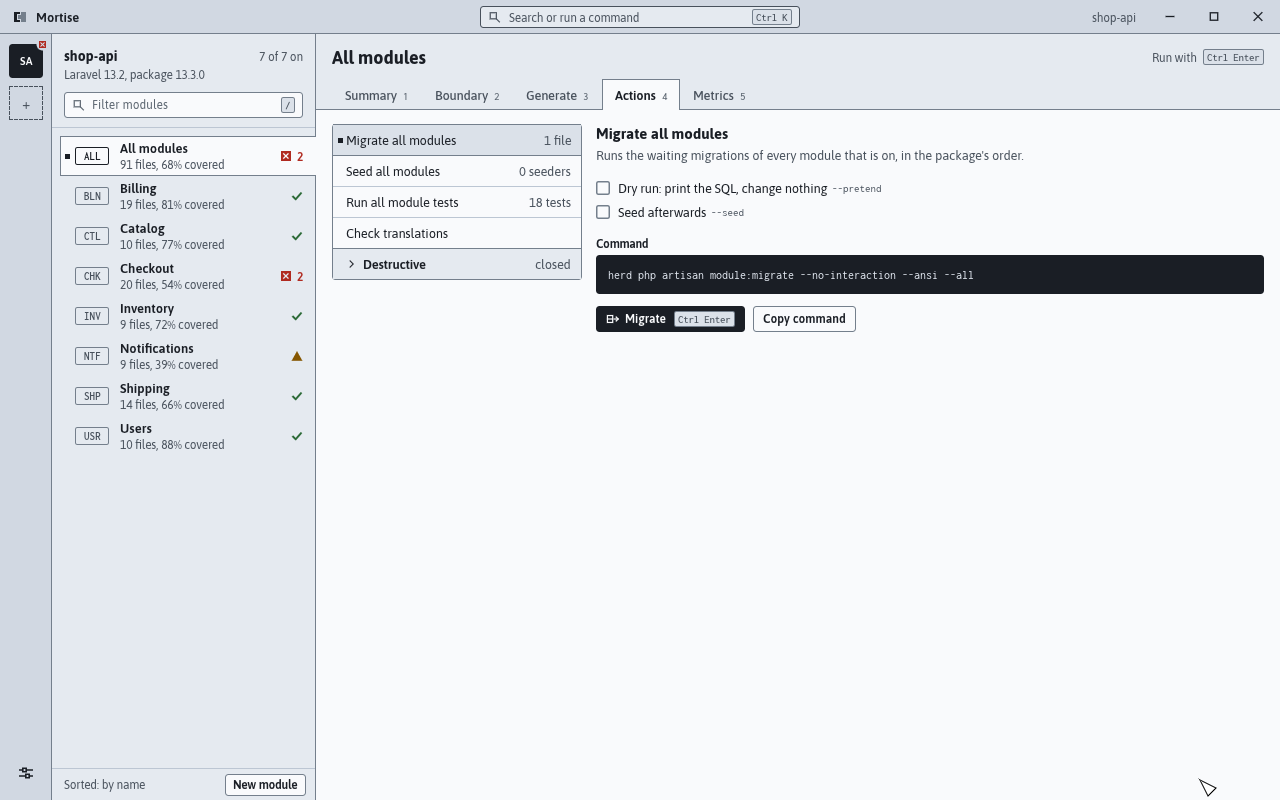 Mortise
Search or run a command
Ctrl K
shop-api
SA
shop-api
7 of 7 on
Laravel 13.2, package 13.3.0
Filter modules
/
+
ALL
All modules
91 files, 68% covered
2
BLN
Billing
19 files, 81% covered
CTL
Catalog
10 files, 77% covered
CHK
Checkout
20 files, 54% covered
2
INV
Inventory
9 files, 72% covered
NTF
Notifications
9 files, 39% covered
SHP
Shipping
14 files, 66% covered
USR
Users
10 files, 88% covered
Sorted: by name
New module
All modules
Run with Ctrl Enter
Summary 1
Boundary 2
Generate 3
Actions 4
Metrics 5
Migrate all modules 1 file
Seed all modules 0 seeders
Run all module tests 18 tests
Check translations
Destructive closed
Migrate all modules
Runs the waiting migrations of every module that is on, in the package's order.
Dry run: print the SQL, change nothing --pretend
Seed afterwards --seed
Command
herd php artisan module:migrate --no-interaction --ansi --all
Migrate Ctrl Enter
Copy command